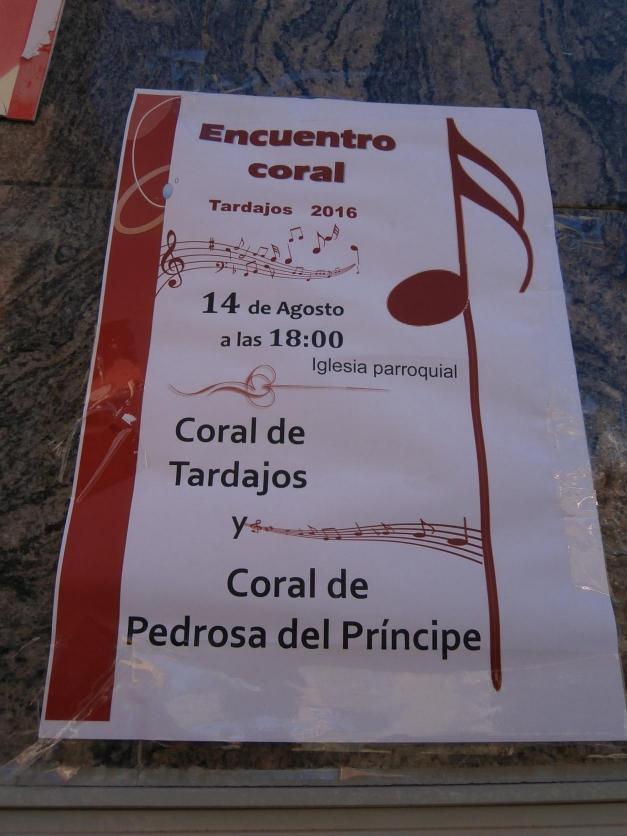 Encuentro
coral
Tardajos 2016
14 de Agosto
a las 18:00
Iglesia parroquial
Coral de
Tardajos
y
Coral de
Pedrosa del Príncipe